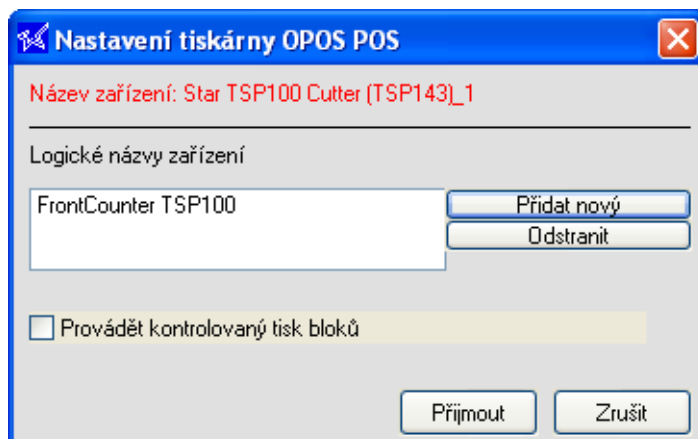 Nastavení tiskárny OPOS POS
Název zařízení: Star TSP100 Cutter (TSP143)_1
Logické názvy zařízení
FrontCounter TSP100
Přidat nový
Odstranit
Provádět kontrolovaný tisk bloků
Přijmout
Zrušit